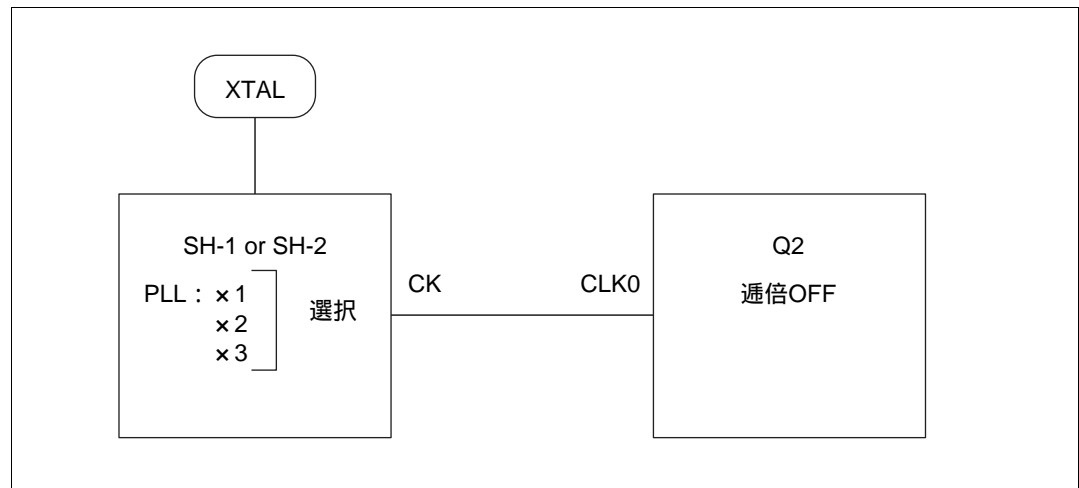 XTAL
SH-1 or SH-2
PLL：×1
×2
×3
選択
CK
CLK0
Q2
逓倍OFF